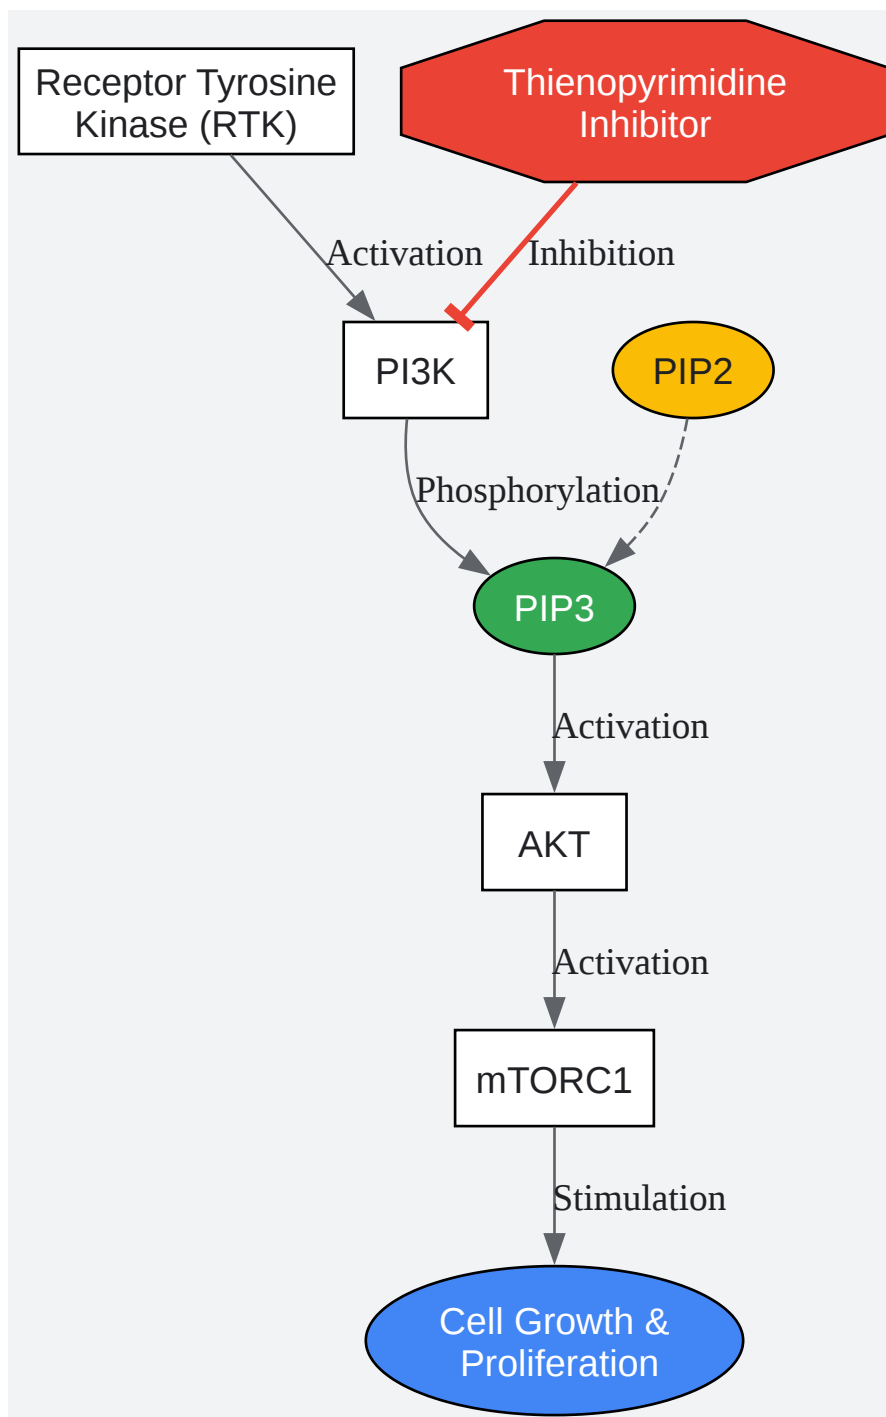 Receptor Tyrosine
Kinase (RTK)
Thienopyrimidine
Inhibitor
Activation
Inhibition
PI3K
PIP2
Phosphorylation
PIP3
Activation
AKT
Activation
mTORC1
Stimulation
Cell Growth &
Proliferation